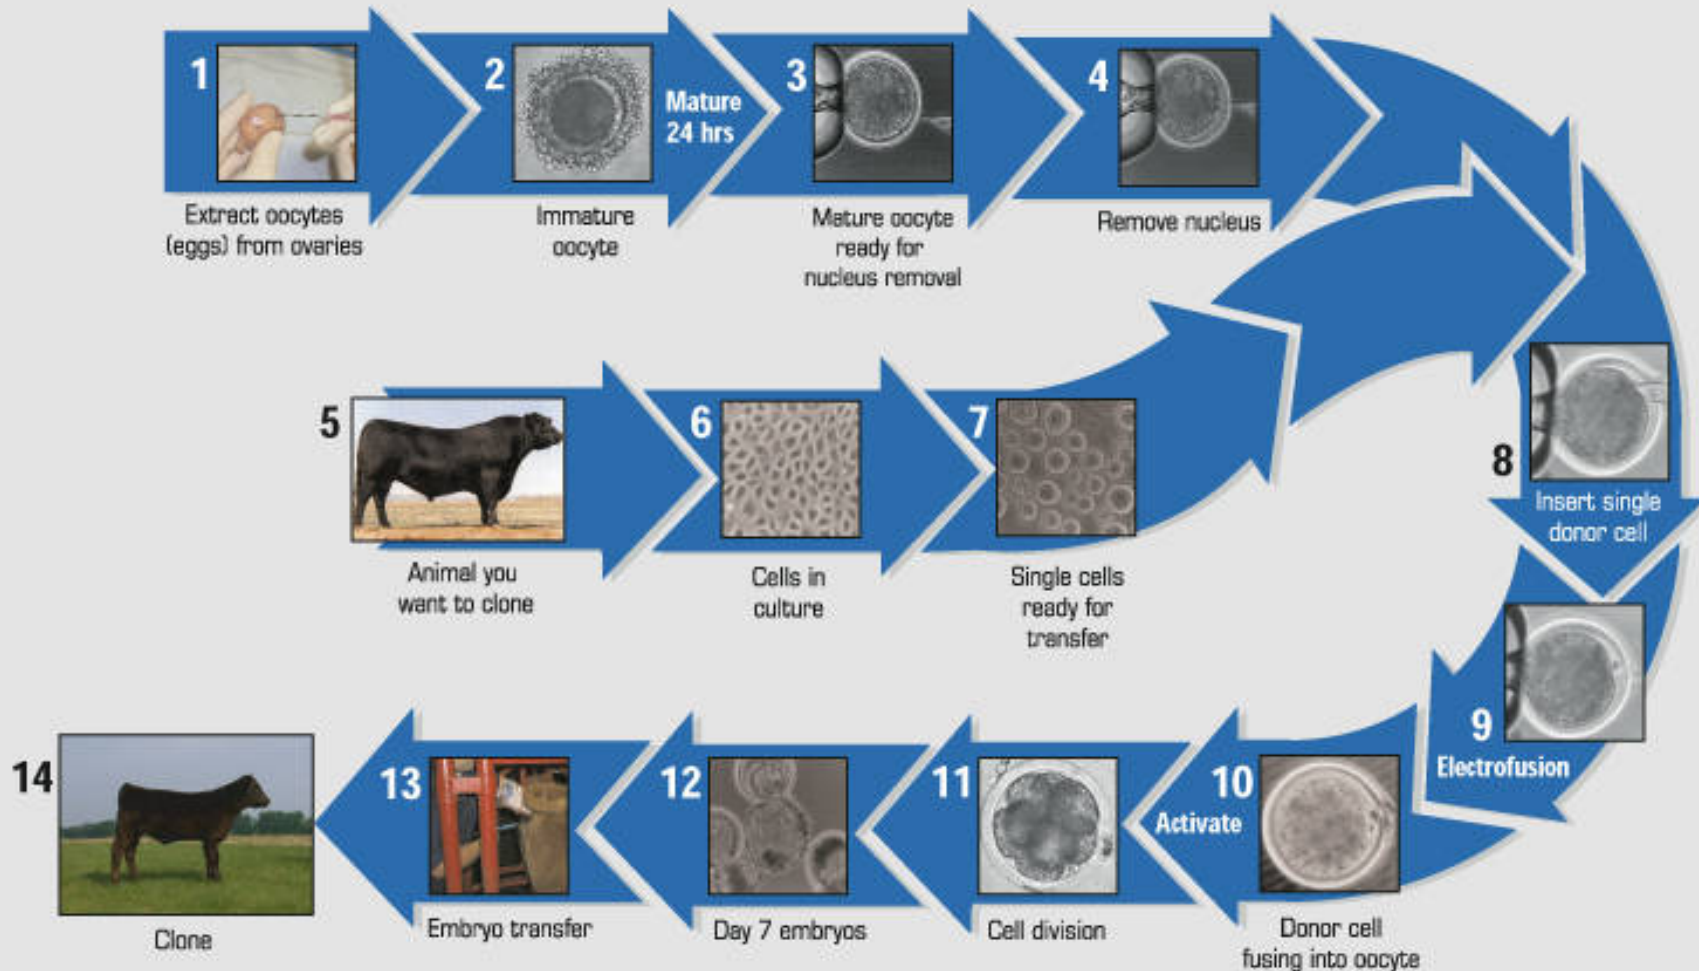 1
Extract oocytes
(eggs) from ovaries
2
Immature
oocyte
Mature
24 hrs
3
Mature oocyte
ready for
nucleus removal
4
Remove nucleus
5
Animal you
want to clone
6
Cells in
culture
7
Single cells
ready for
transfer
8
Insert single
donor cell
9
Electrofusion
10
Activate
Donor cell
fusing into oocyte
11
Cell division
12
Day 7 embryos
13
Embryo transfer
14
Clone